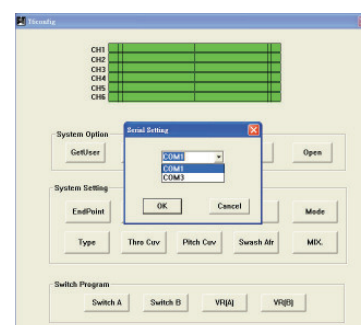 T6config
CH1
CH2
CH3
CH4
CH5
CH6
System Option
GetUser
Open
Serial Setting
COM1
COM1
COM3
OK
Cancel
System Setting
EndPoint
Mode
Type
Thro Cuv
Pitch Cuv
Swash Afr
MIX.
Switch Program
Switch A
Switch B
VR(A)
VR(B)